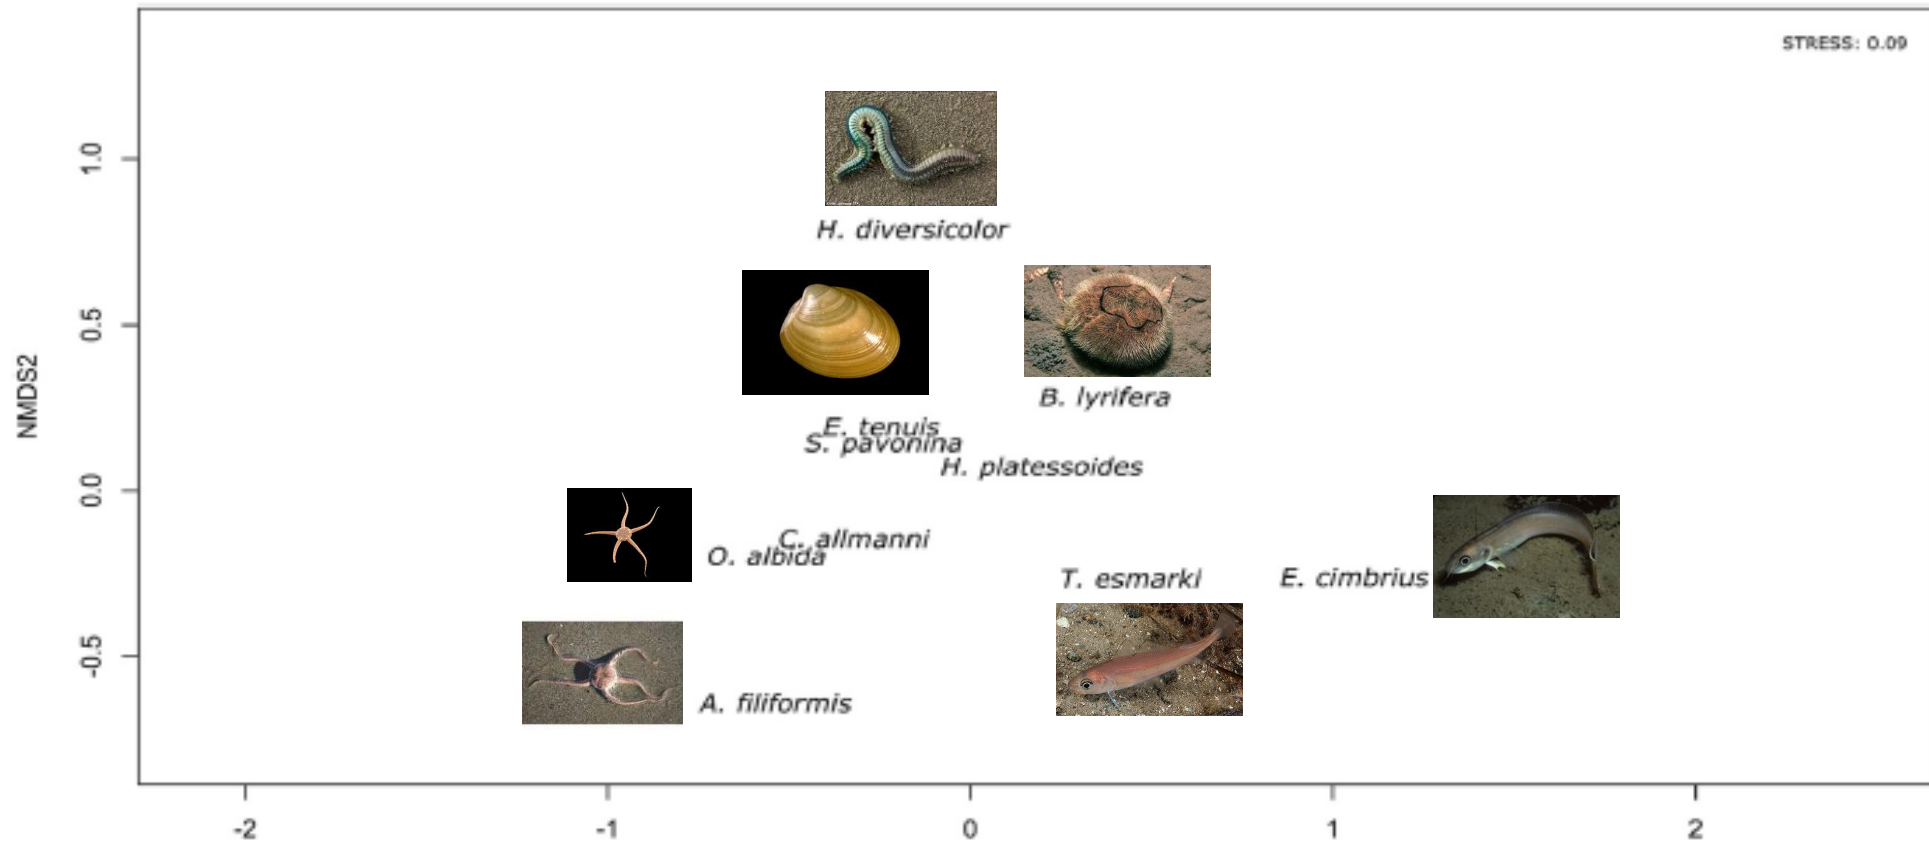 STRESS: 0.09
1.0
H. diversicolor
0.5
NMDS2
B. lyrifera
E. tenuis
S. pavonina
H. platessoides
0.0
C. allmanni
O. albida
T. esmarki
E. cimbrius
-0.5
A. filiformis
-2 -1 0 1 2